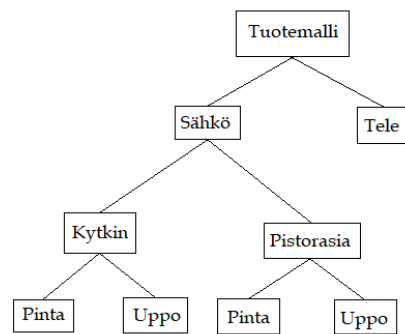 Tuotemalli
Sähkö
Tele
Kytkin
Pistorasia
Pinta
Uppo
Pinta
Uppo